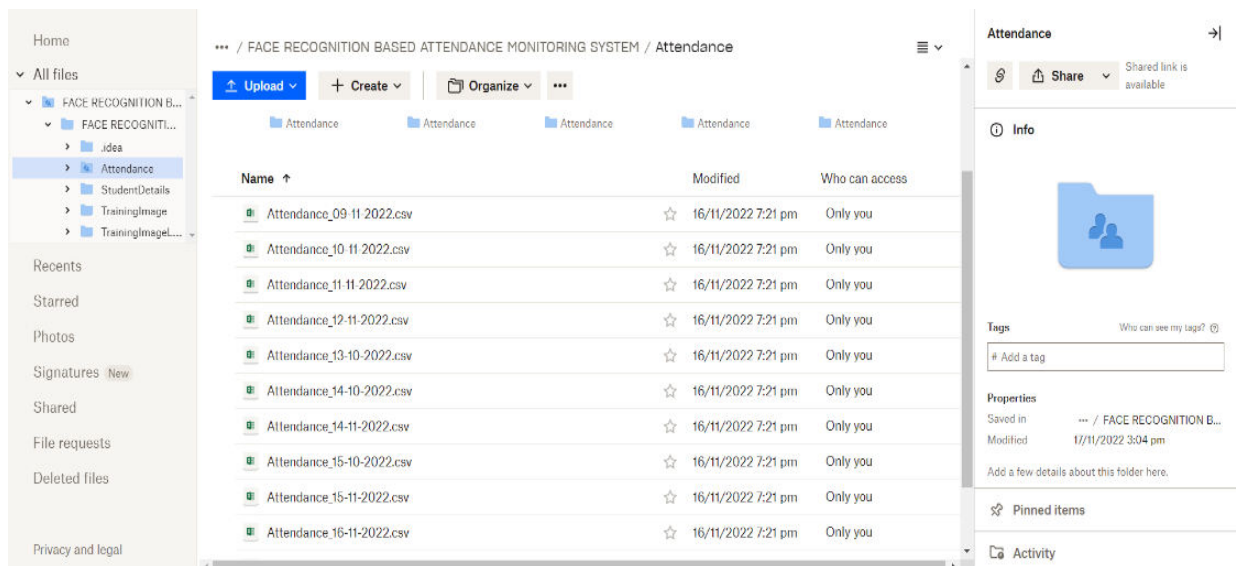 Home
All files
FACE RECOGNITION B...
FACE RECOGNITI...
.idea
Attendance
StudentDetails
TrainingImage
TrainingImageL...
Recents
Starred
Photos
Signatures New
Shared
File requests
Deleted files
Privacy and legal
... / FACE RECOGNITION BASED ATTENDANCE MONITORING SYSTEM / Attendance
Upload + Create Organize ...
Attendance Attendance Attendance Attendance Attendance
Name ↑ Modified Who can access
Attendance_09-11-2022.csv 16/11/2022 7:21 pm Only you
Attendance_10-11-2022.csv 16/11/2022 7:21 pm Only you
Attendance_11-11-2022.csv 16/11/2022 7:21 pm Only you
Attendance_12-11-2022.csv 16/11/2022 7:21 pm Only you
Attendance_13-10-2022.csv 16/11/2022 7:21 pm Only you
Attendance_14-10-2022.csv 16/11/2022 7:21 pm Only you
Attendance_14-11-2022.csv 16/11/2022 7:21 pm Only you
Attendance_15-10-2022.csv 16/11/2022 7:21 pm Only you
Attendance_15-11-2022.csv 16/11/2022 7:21 pm Only you
Attendance_16-11-2022.csv 16/11/2022 7:21 pm Only you
Attendance
Share
Shared link is
available
Info
Tags Who can see my tags?
# Add a tag
Properties
Saved in ... / FACE RECOGNITION B...
Modified 17/11/2022 3:04 pm
Add a few details about this folder here.
Pinned items
Activity